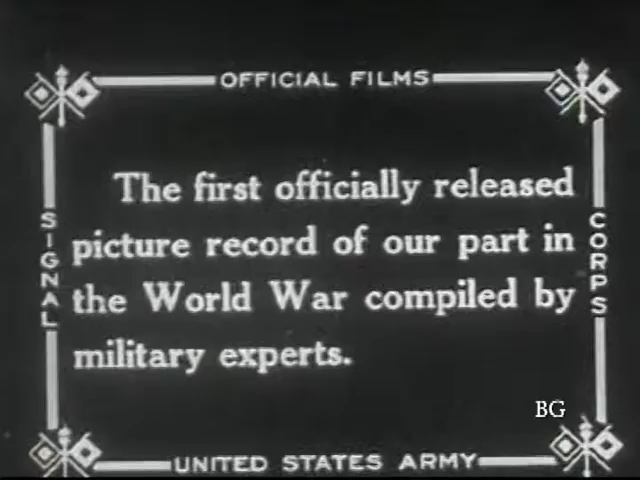 OFFICIAL FILMS
SIGNAL
CORPS
The first officially released
picture record of our part in
the World War compiled by
military experts.
BG
UNITED STATES ARMY